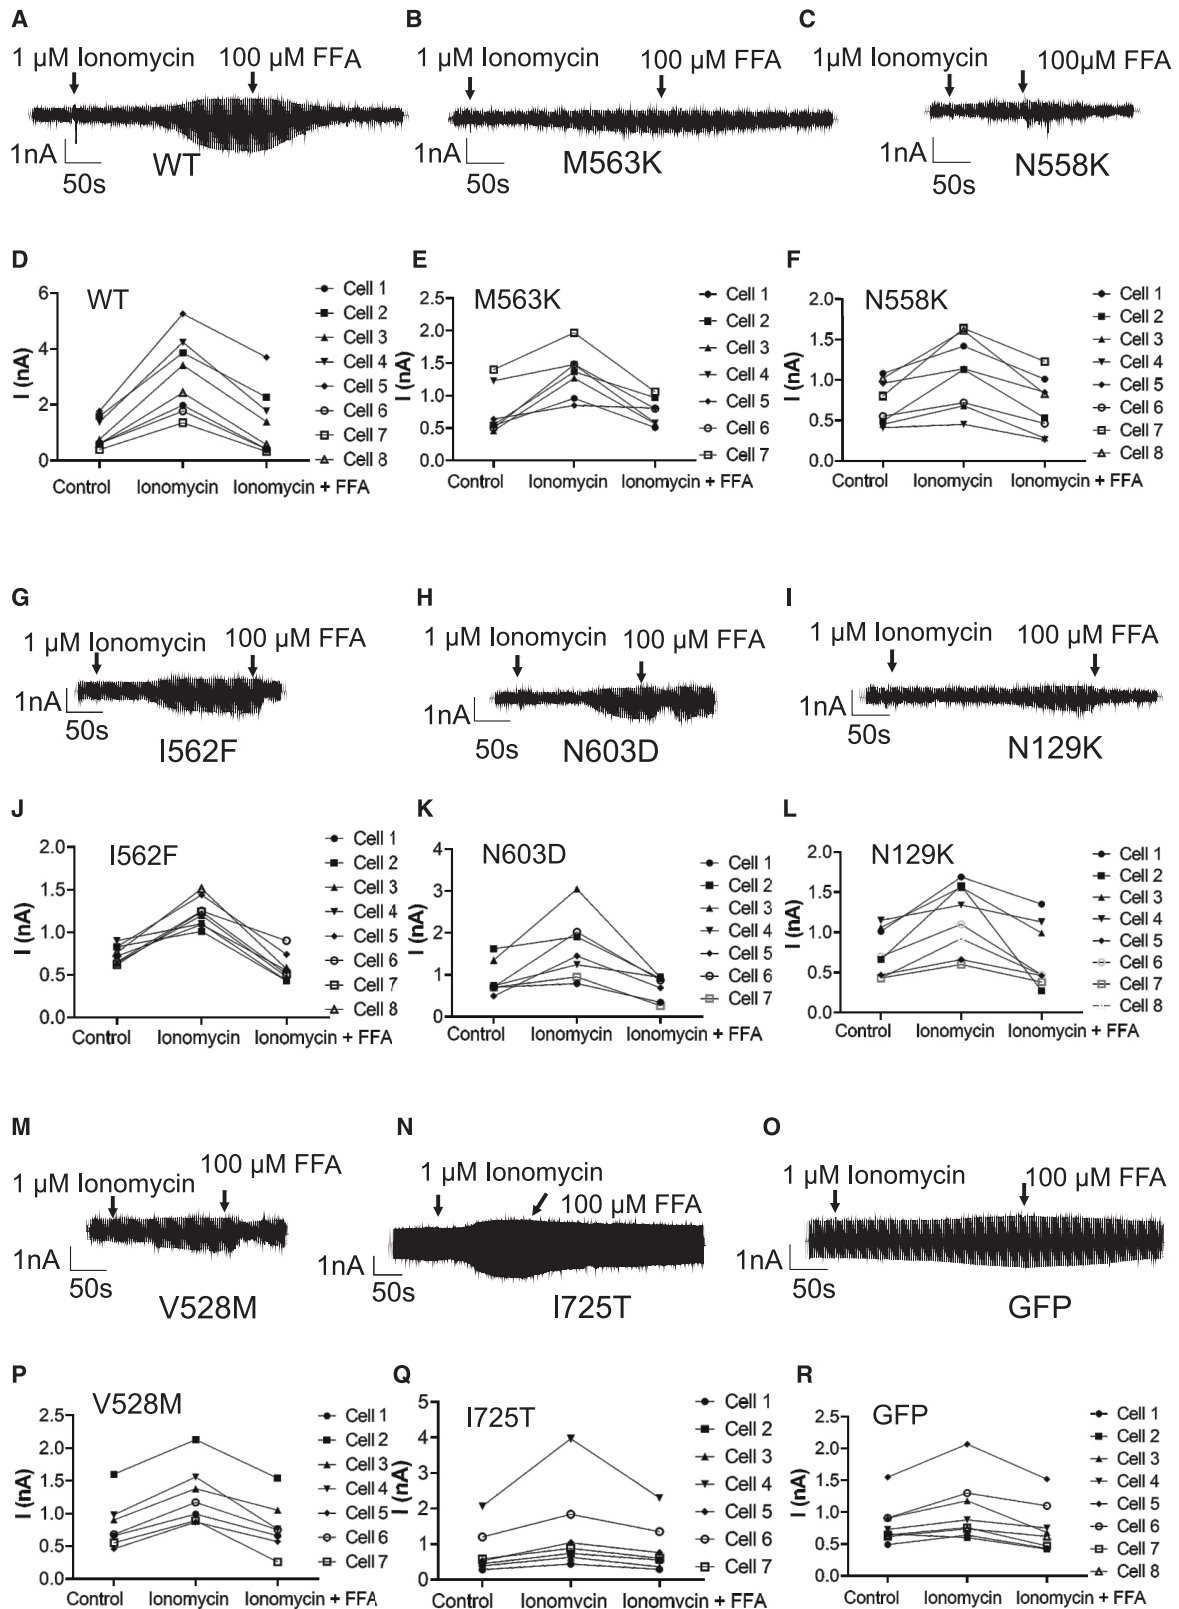 A
B
C
1 µM Ionomycin
100 µM FFA
1 µM Ionomycin
100 µM FFA
1µM Ionomycin
100µM FFA
1nA
50s
WT
1nA
50s
M563K
1nA
50s
N558K
D
WT
6
4
2
0
I (nA)
Control
Ionomycin
Ionomycin + FFA
Cell 1
Cell 2
Cell 3
Cell 4
Cell 5
Cell 6
Cell 7
Cell 8
E
M563K
2.5
2.0
1.5
1.0
0.5
0.0
I (nA)
Control
Ionomycin
Ionomycin + FFA
Cell 1
Cell 2
Cell 3
Cell 4
Cell 5
Cell 6
Cell 7
F
N558K
2.0
1.5
1.0
0.5
0.0
I (nA)
Control
Ionomycin
Ionomycin + FFA
Cell 1
Cell 2
Cell 3
Cell 4
Cell 5
Cell 6
Cell 7
Cell 8
G
H
I
1 µM Ionomycin
100 µM FFA
1 µM Ionomycin
100 µM FFA
1 µM Ionomycin
100 µM FFA
1nA
50s
I562F
1nA
50s
N603D
1nA
50s
N129K
J
I562F
2.0
1.5
1.0
0.5
0.0
I (nA)
Control
Ionomycin
Ionomycin + FFA
Cell 1
Cell 2
Cell 3
Cell 4
Cell 5
Cell 6
Cell 7
Cell 8
K
N603D
4
3
2
1
0
I (nA)
Control
Ionomycin
Ionomycin + FFA
Cell 1
Cell 2
Cell 3
Cell 4
Cell 5
Cell 6
Cell 7
L
N129K
2.0
1.5
1.0
0.5
0.0
I (nA)
Control
Ionomycin
Ionomycin + FFA
Cell 1
Cell 2
Cell 3
Cell 4
Cell 5
Cell 6
Cell 7
Cell 8
M
N
O
1 µM Ionomycin
100 µM FFA
1 µM Ionomycin
100 µM FFA
1 µM Ionomycin
100 µM FFA
1nA
50s
V528M
1nA
50s
I725T
1nA
50s
GFP
P
V528M
2.5
2.0
1.5
1.0
0.5
0.0
I (nA)
Control
Ionomycin
Ionomycin + FFA
Cell 1
Cell 2
Cell 3
Cell 4
Cell 5
Cell 6
Cell 7
Q
I725T
5
4
3
2
1
0
I (nA)
Control
Ionomycin
Ionomycin + FFA
Cell 1
Cell 2
Cell 3
Cell 4
Cell 5
Cell 6
Cell 7
R
GFP
2.5
2.0
1.5
1.0
0.5
0.0
I (nA)
Control
Ionomycin
Ionomycin + FFA
Cell 1
Cell 2
Cell 3
Cell 4
Cell 5
Cell 6
Cell 7
Cell 8